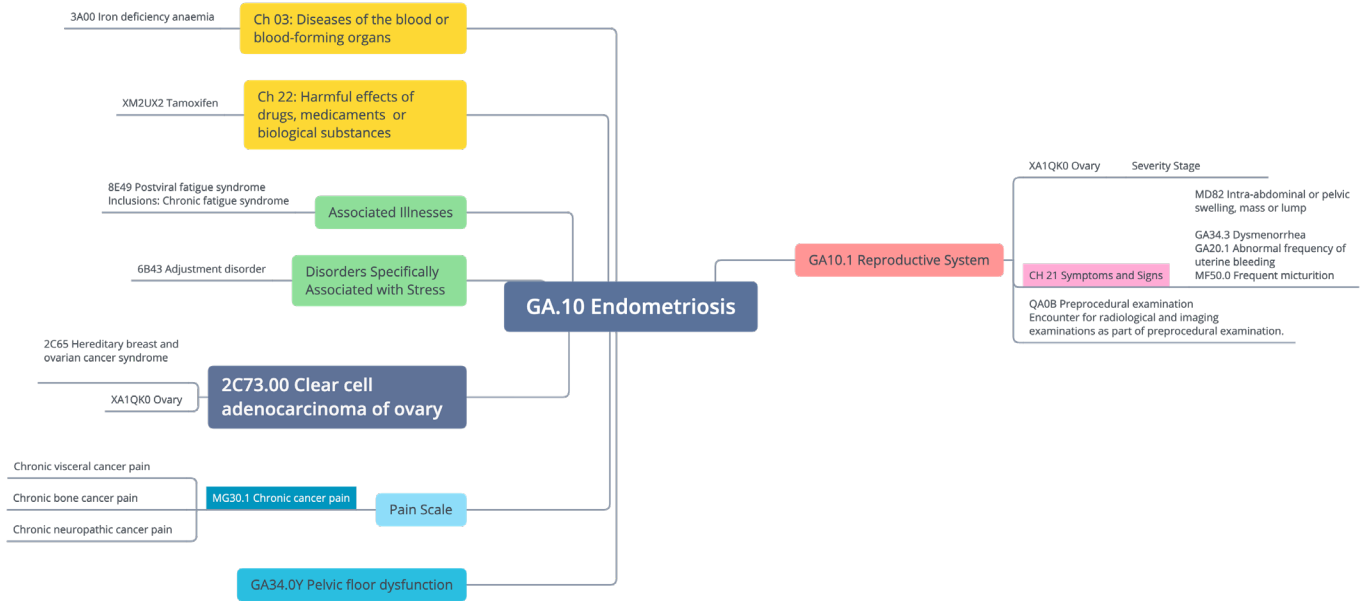 3A00 Iron deficiency anaemia
Ch 03: Diseases of the blood or
blood-forming organs
XM2UX2 Tamoxifen
Ch 22: Harmful effects of
drugs, medicaments or
biological substances
8E49 Postviral fatigue syndrome
Inclusions: Chronic fatigue syndrome
Associated Illnesses
6B43 Adjustment disorder
Disorders Specifically
Associated with Stress
GA.10 Endometriosis
2C65 Hereditary breast and
ovarian cancer syndrome
XA1QK0 Ovary
2C73.00 Clear cell
adenocarcinoma of ovary
Chronic visceral cancer pain
Chronic bone cancer pain
Chronic neuropathic cancer pain
MG30.1 Chronic cancer pain
Pain Scale
GA34.0Y Pelvic floor dysfunction
GA10.1 Reproductive System
XA1QK0 Ovary Severity Stage
CH 21 Symptoms and Signs
MD82 Intra-abdominal or pelvic
swelling, mass or lump
GA34.3 Dysmenorrhea
GA20.1 Abnormal frequency of
uterine bleeding
MF50.0 Frequent micturition
QA0B Preprocedural examination
Encounter for radiological and imaging
examinations as part of preprocedural examination.